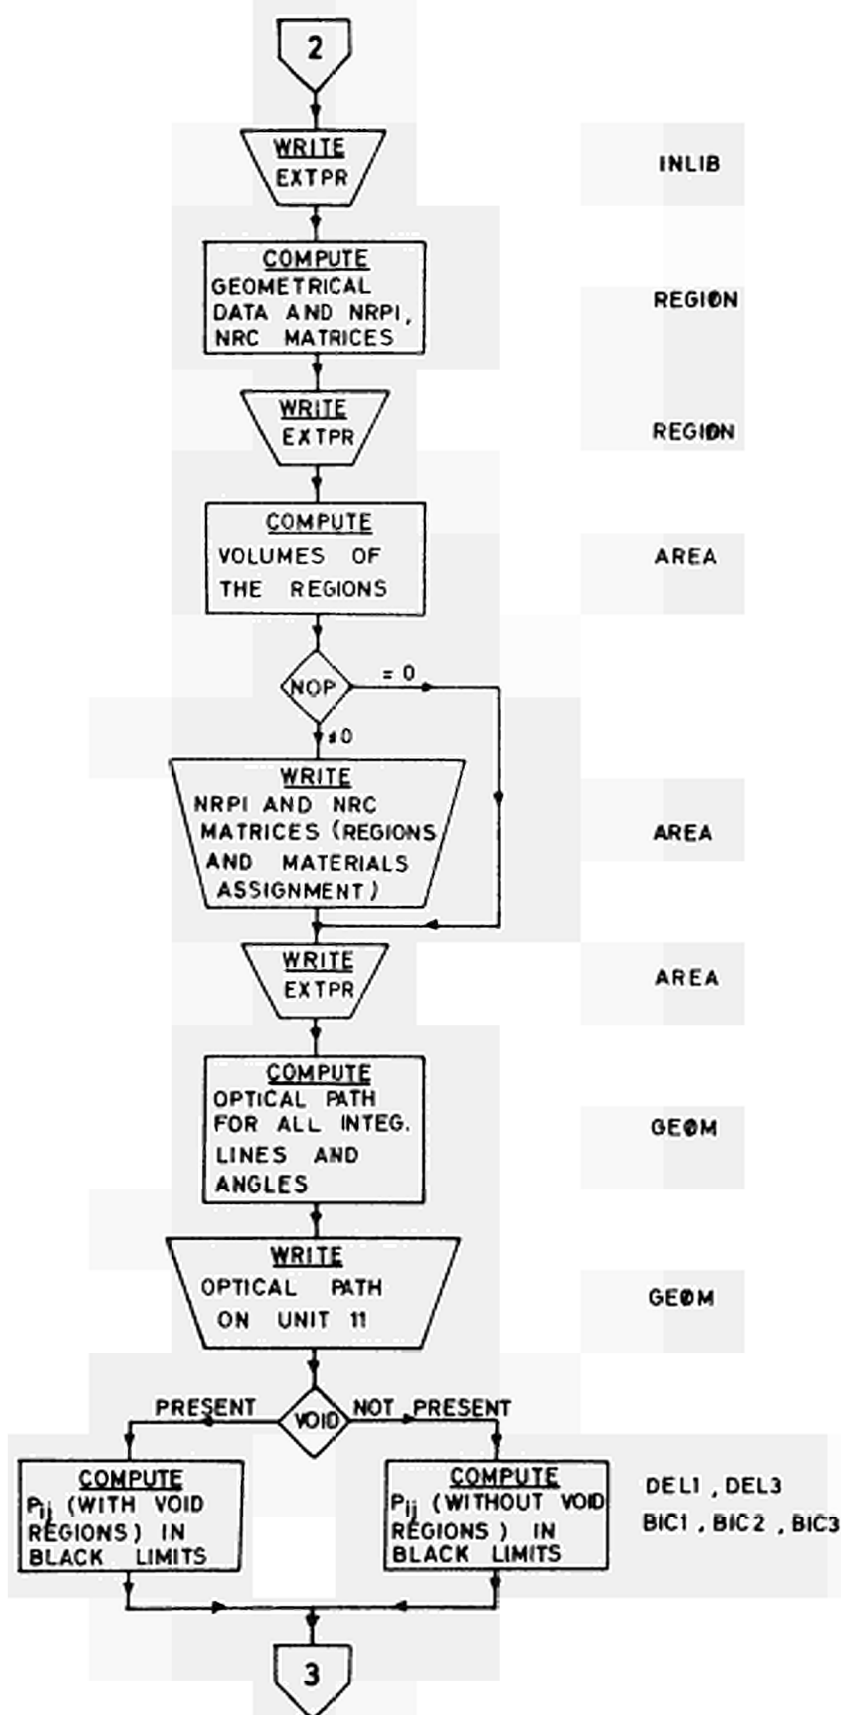 2
WRITE
EXTPR
INLIB
COMPUTE
GEOMETRICAL
DATA AND NRPI,
NRC MATRICES
REGIØN
WRITE
EXTPR
REGIØN
COMPUTE
VOLUMES OF
THE REGIONS
AREA
NOP
= 0
≠0
WRITE
NRPI AND NRC
MATRICES (REGIONS
AND MATERIALS
ASSIGNMENT)
AREA
WRITE
EXTPR
AREA
COMPUTE
OPTICAL PATH
FOR ALL INTEG.
LINES AND
ANGLES
GEØM
WRITE
OPTICAL PATH
ON UNIT 11
GEØM
PRESENT
VOID
NOT PRESENT
COMPUTE
Pij (WITH VOID
REGIONS) IN
BLACK LIMITS
COMPUTE
Pij (WITHOUT VOID
REGIONS) IN
BLACK LIMITS
DEL1 , DEL3
BIC1 , BIC2 , BIC3
3